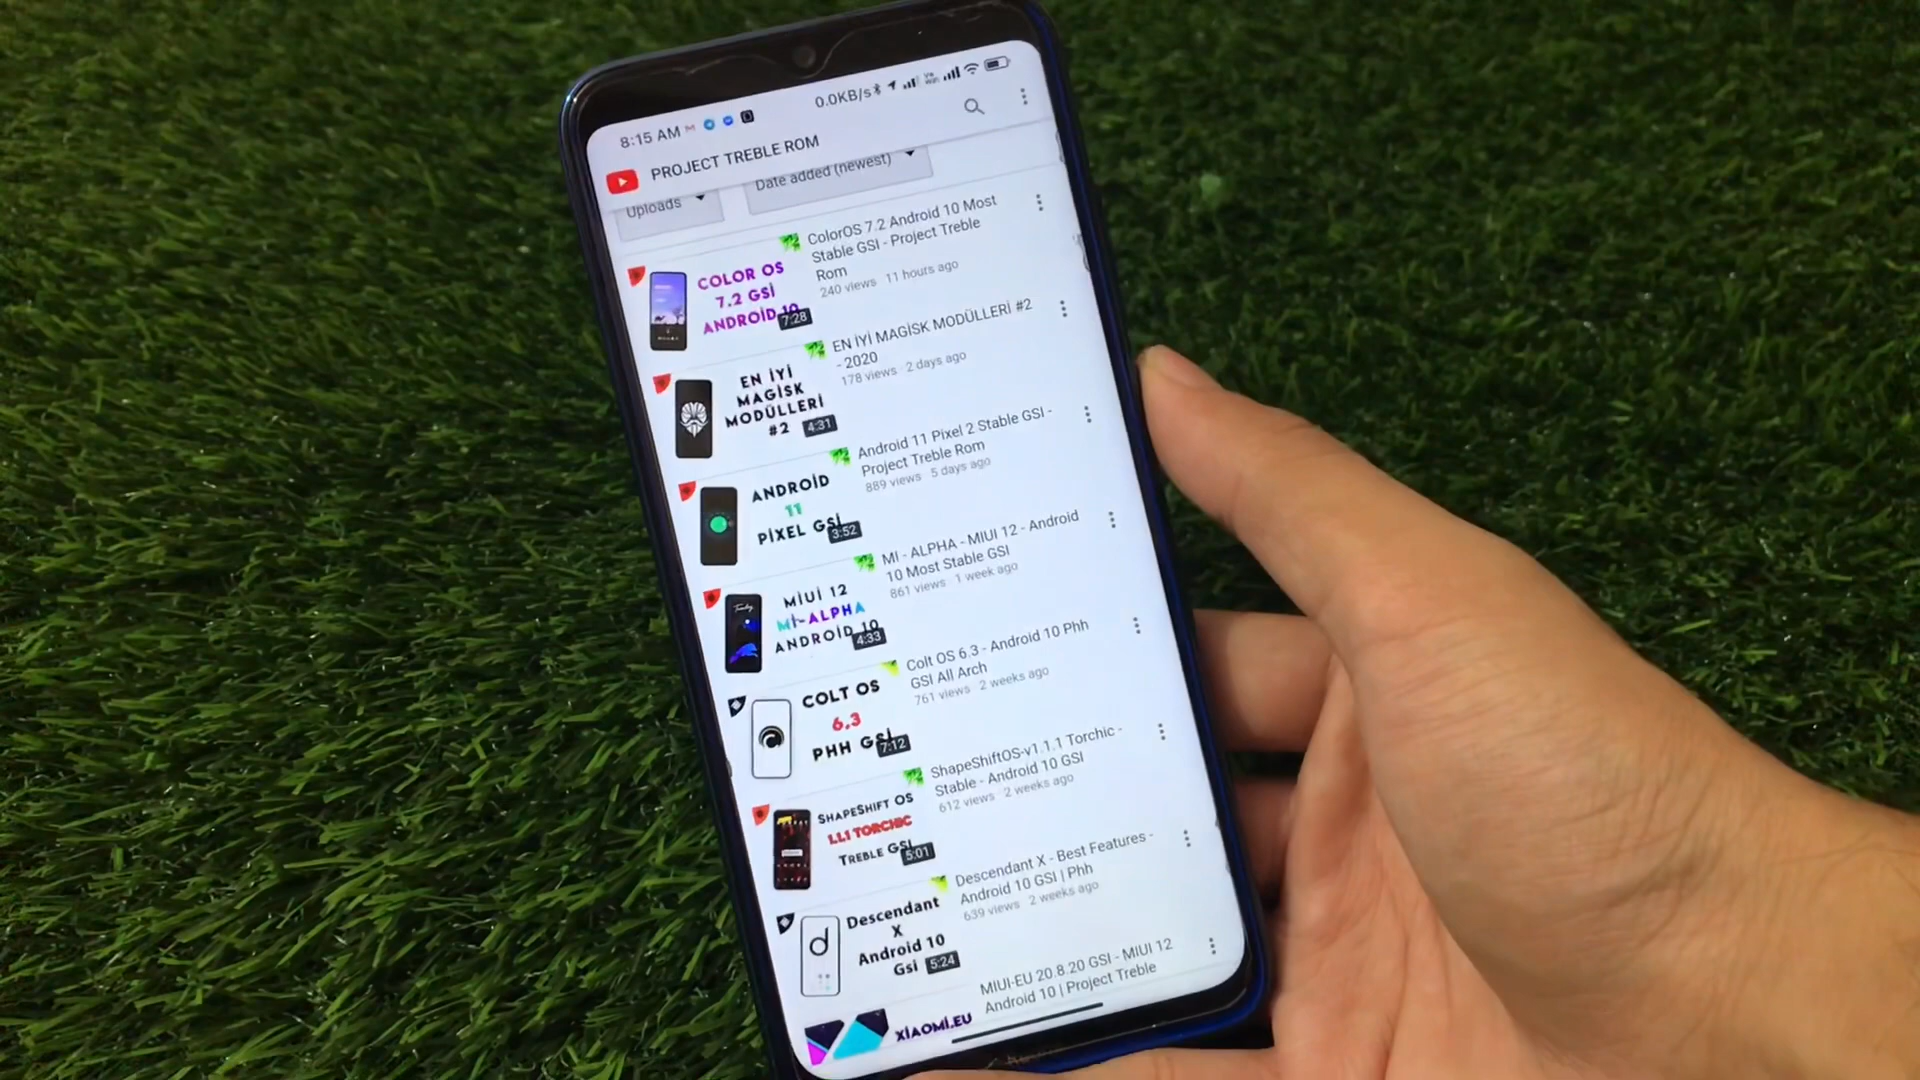 8:15 AM
0.0KB/s
PROJECT TREBLE ROM
Uploads
Date added (newest)
COLOR OS
7.2 GSİ
ANDROİD 10
7:28
ColorOS 7.2 Android 10 Most
Stable GSI - Project Treble
Rom
240 views 11 hours ago
EN İYİ
MAGİSK
MODÜLLERİ
#2
4:31
EN İYİ MAGİSK MODÜLLERİ #2
- 2020
178 views 2 days ago
ANDROİD
11
PİXEL GSİ
3:52
Android 11 Pixel 2 Stable GSI -
Project Treble Rom
889 views 5 days ago
MİUİ 12
Mİ-ALPHA
ANDROİD 10
4:33
MI - ALPHA - MIUI 12 - Android
10 Most Stable GSI
861 views 1 week ago
COLT OS
6.3
PHH GSİ
7:12
Colt OS 6.3 - Android 10 Phh
GSI All Arch
761 views 2 weeks ago
SHAPESHIFT OS
1.1.1 TORCHIC
TREBLE GSI
5:01
ShapeShiftOS-v1.1.1 Torchic -
Stable - Android 10 GSI
612 views 2 weeks ago
Descendant
X
Android 10
Gsi
5:24
Descendant X - Best Features -
Android 10 GSI | Phh
639 views 2 weeks ago
XİAOMİ.EU
MIUI-EU 20.8.20 GSI - MIUI 12
Android 10 | Project Treble